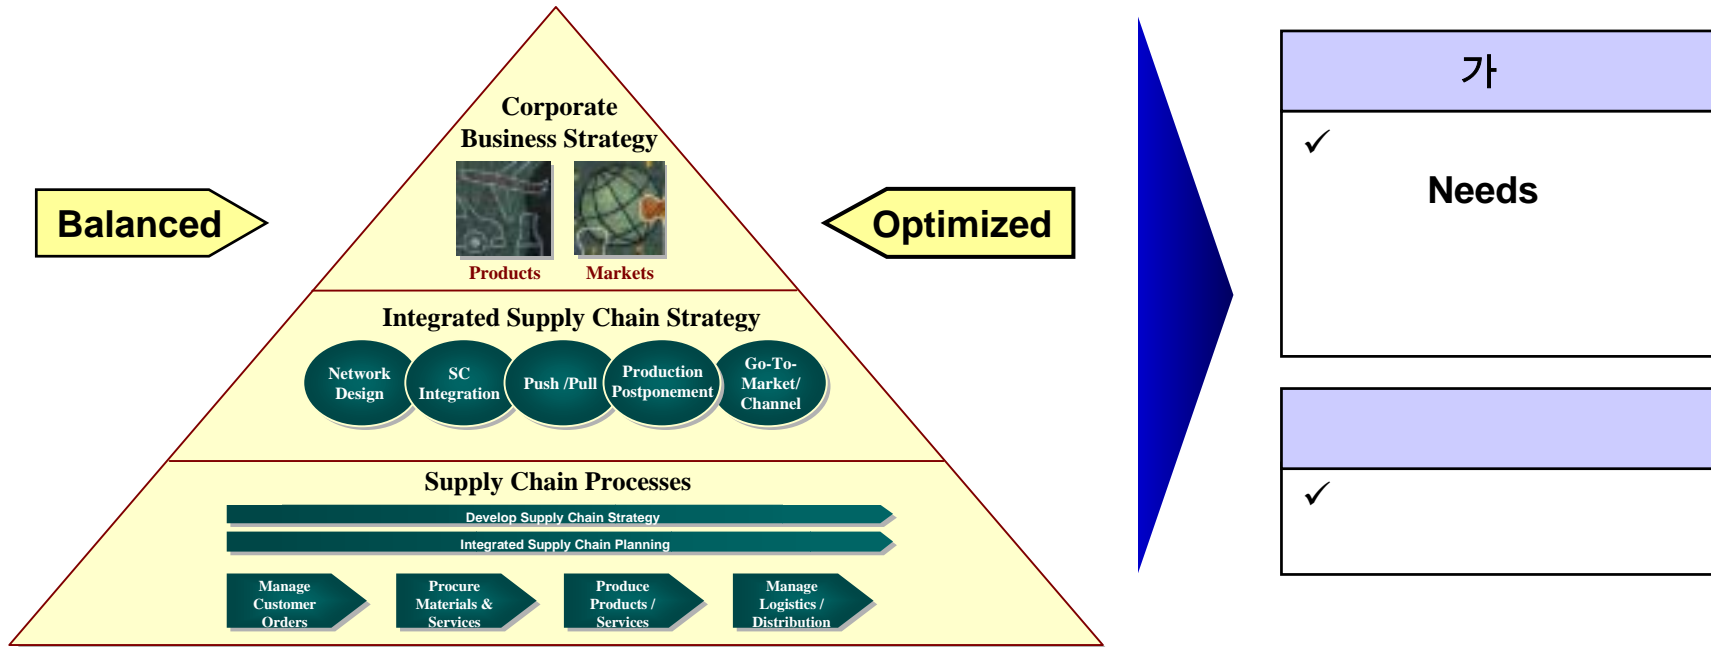 Corporate
Business Strategy
Products
Markets
Balanced
Optimized
Integrated Supply Chain Strategy
Network
Design
SC
Integration
Push /Pull
Production
Postponement
Go-To-
Market/
Channel
Supply Chain Processes
Develop Supply Chain Strategy
Integrated Supply Chain Planning
Manage
Customer
Orders
Procure
Materials &
Services
Produce
Products /
Services
Manage
Logistics /
Distribution
가
✓
Needs
✓